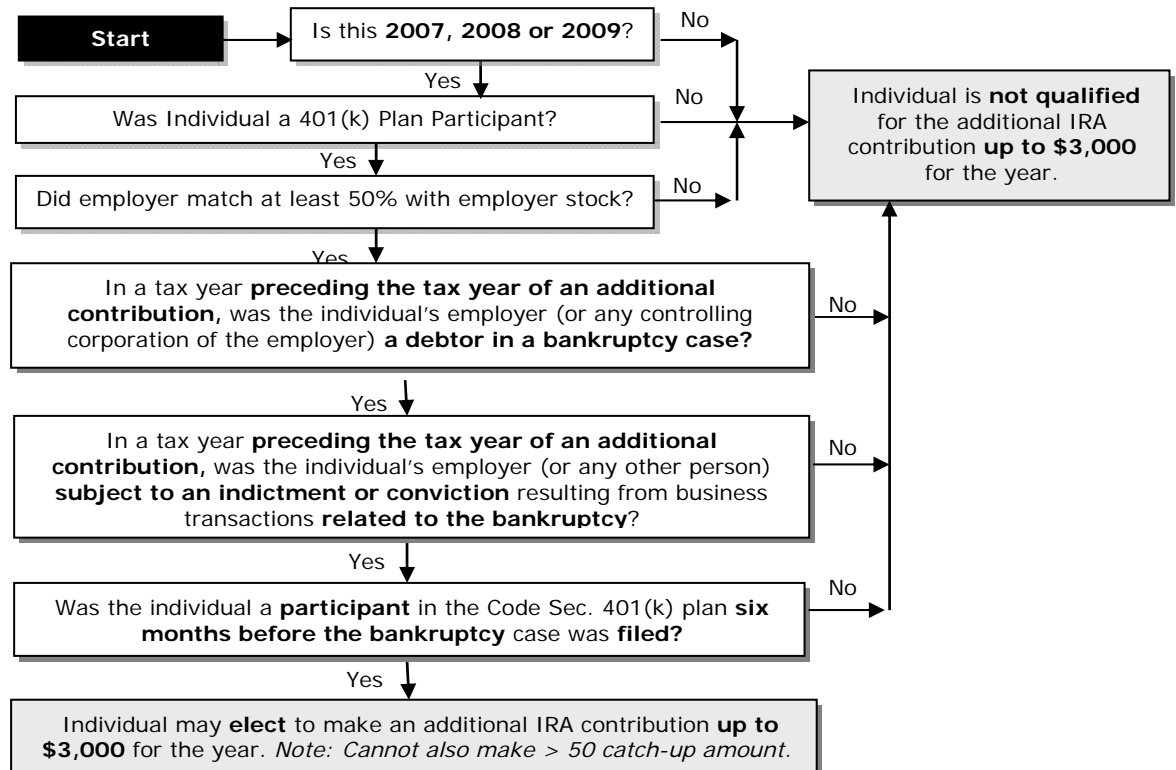 Start
Is this 2007, 2008 or 2009?
No
Yes
Was Individual a 401(k) Plan Participant?
No
Individual is not qualified
for the additional IRA
contribution up to $3,000
for the year.
Yes
Did employer match at least 50% with employer stock?
No
Yes
In a tax year preceding the tax year of an additional
contribution, was the individual's employer (or any controlling
corporation of the employer) a debtor in a bankruptcy case?
No
Yes
In a tax year preceding the tax year of an additional
contribution, was the individual's employer (or any other person)
subject to an indictment or conviction resulting from business
transactions related to the bankruptcy?
No
Yes
Was the individual a participant in the Code Sec. 401(k) plan six
months before the bankruptcy case was filed?
No
Yes
Individual may elect to make an additional IRA contribution up to
$3,000 for the year. Note: Cannot also make > 50 catch-up amount.